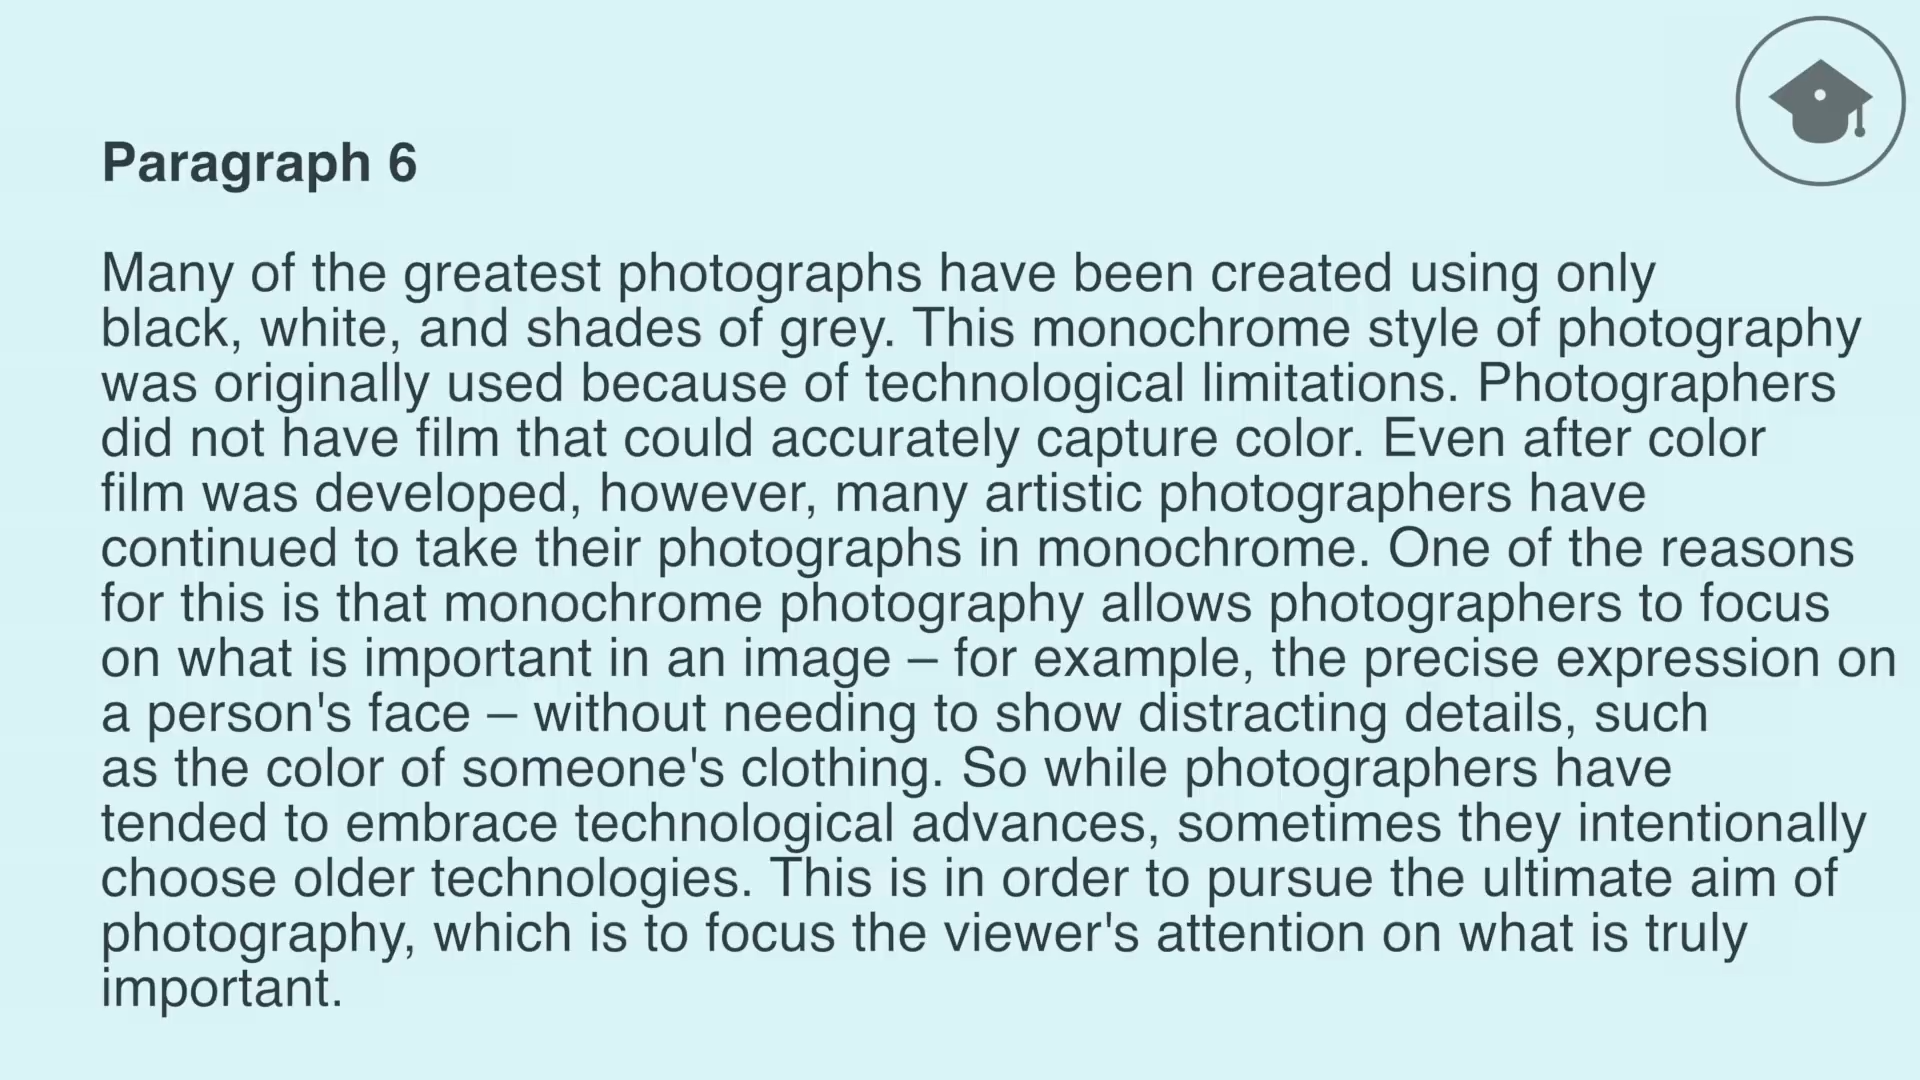 Paragraph 6
Many of the greatest photographs have been created using only
black, white, and shades of grey. This monochrome style of photography
was originally used because of technological limitations. Photographers
did not have film that could accurately capture color. Even after color
film was developed, however, many artistic photographers have
continued to take their photographs in monochrome. One of the reasons
for this is that monochrome photography allows photographers to focus
on what is important in an image – for example, the precise expression on
a person's face – without needing to show distracting details, such
as the color of someone's clothing. So while photographers have
tended to embrace technological advances, sometimes they intentionally
choose older technologies. This is in order to pursue the ultimate aim of
photography, which is to focus the viewer's attention on what is truly
important.